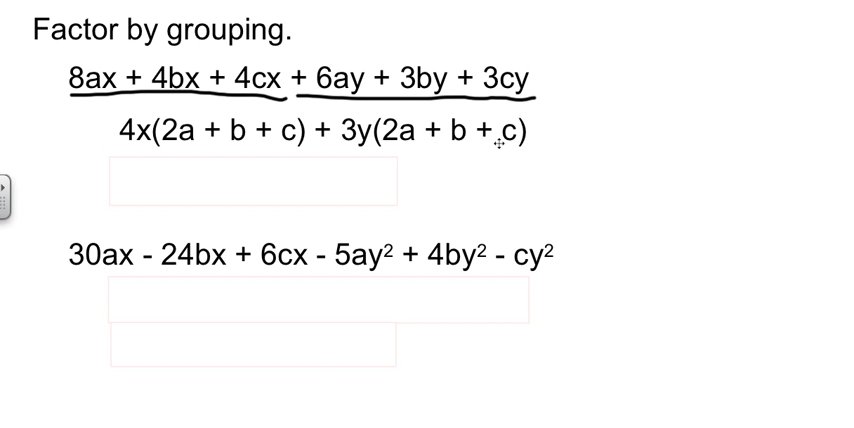 Factor by grouping.
8ax + 4bx + 4cx + 6ay + 3by + 3cy
4x(2a + b + c) + 3y(2a + b + c)
30ax - 24bx + 6cx - 5ay² + 4by² - cy²